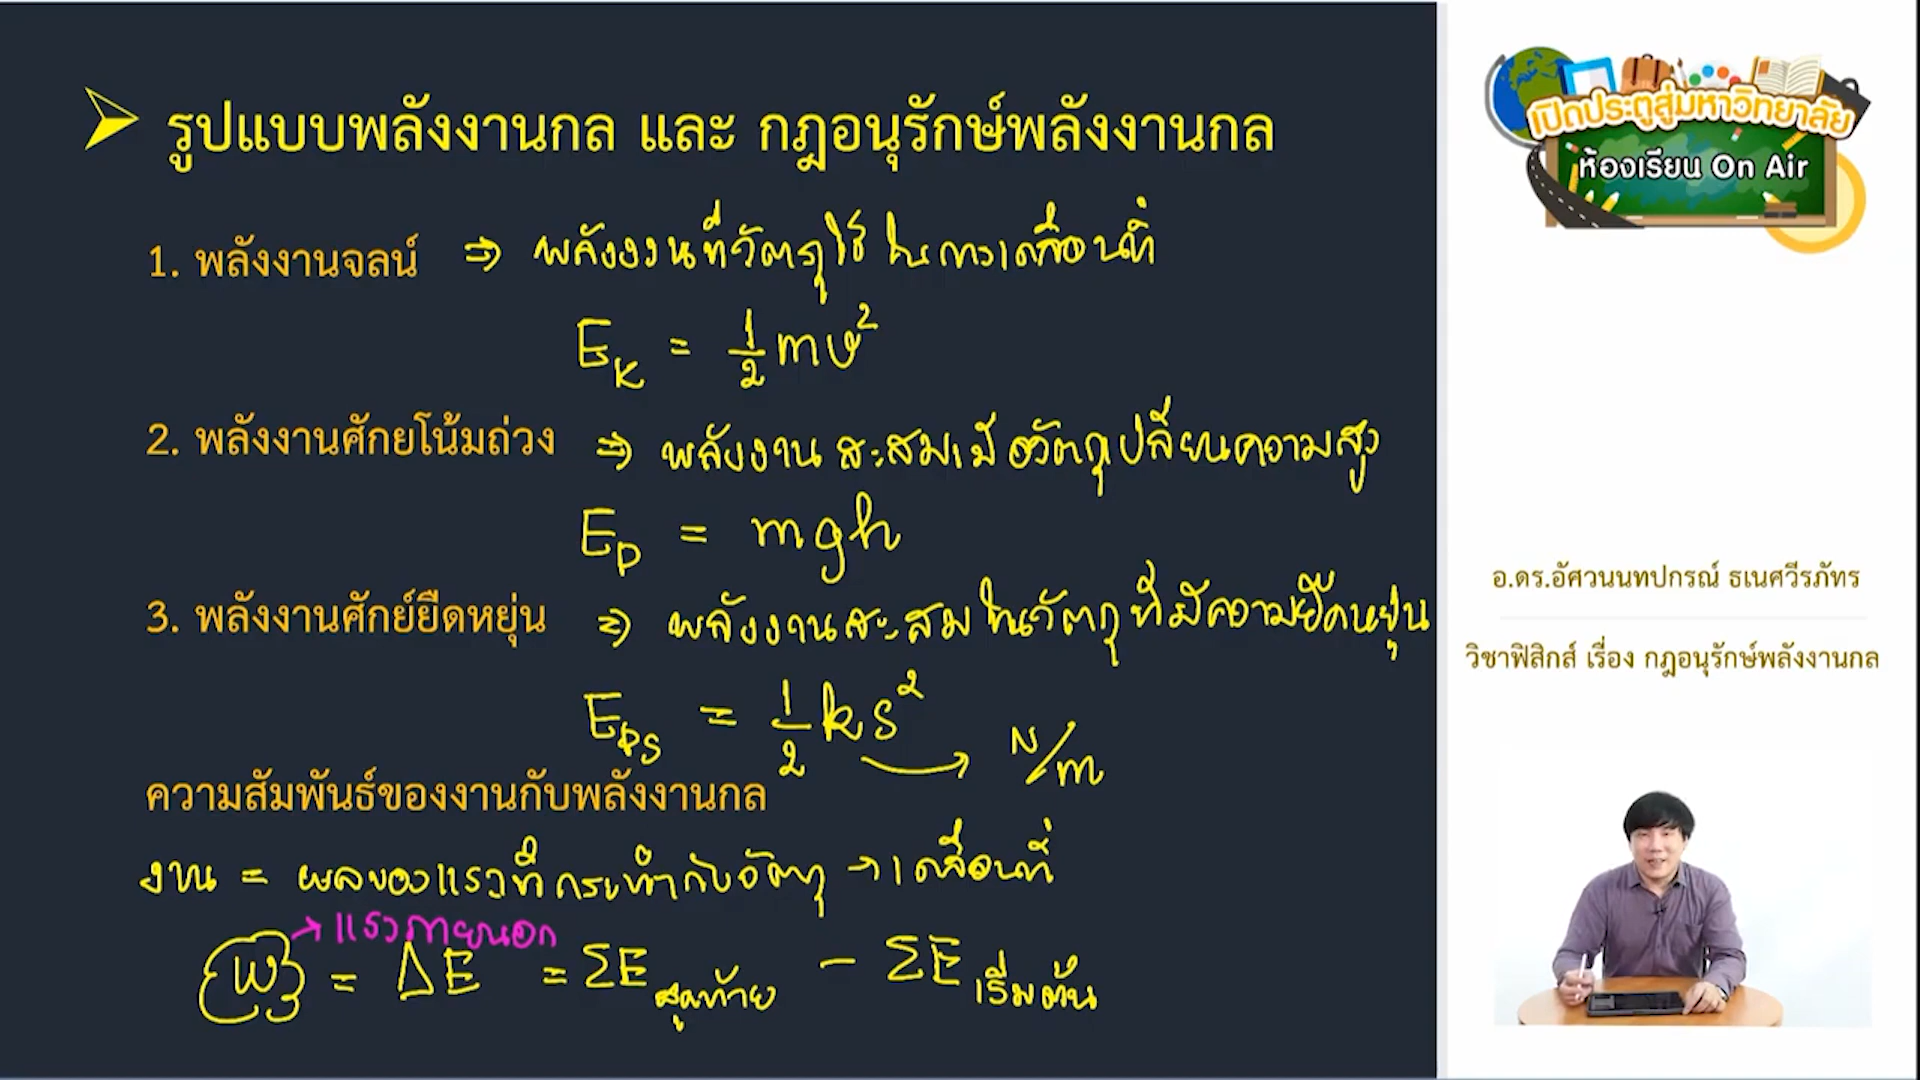 รูปแบบพลังงานกล และ กฎอนุรักษ์พลังงานกล
1. พลังงานจลน์ ⇒ พลังงานที่วัตถุใช้ในการเคลื่อนที่
E_K = 1/2 mv²
2. พลังงานศักยโน้มถ่วง ⇒ พลังงานสะสมเมื่อวัตถุเปลี่ยนความสูง
E_P = mgh
3. พลังงานศักย์ยืดหยุ่น ⇒ พลังงานสะสมในวัตถุที่มีความยืดหยุ่น
E_PS = 1/2 ks² → N/m
ความสัมพันธ์ของงานกับพลังงานกล
งาน = ผลของแรงที่กระทำกับวัตถุ → เคลื่อนที่
→ แรงภายนอก
W = ΔE = ΣE สุดท้าย - ΣE เริ่มต้น
เปิดประตูสู่มหาวิทยาลัย
ห้องเรียน On Air
อ.ดร.อัศวนนทปกรณ์ ธเนศวีรภัทร
วิชาฟิสิกส์ เรื่อง กฎอนุรักษ์พลังงานกล